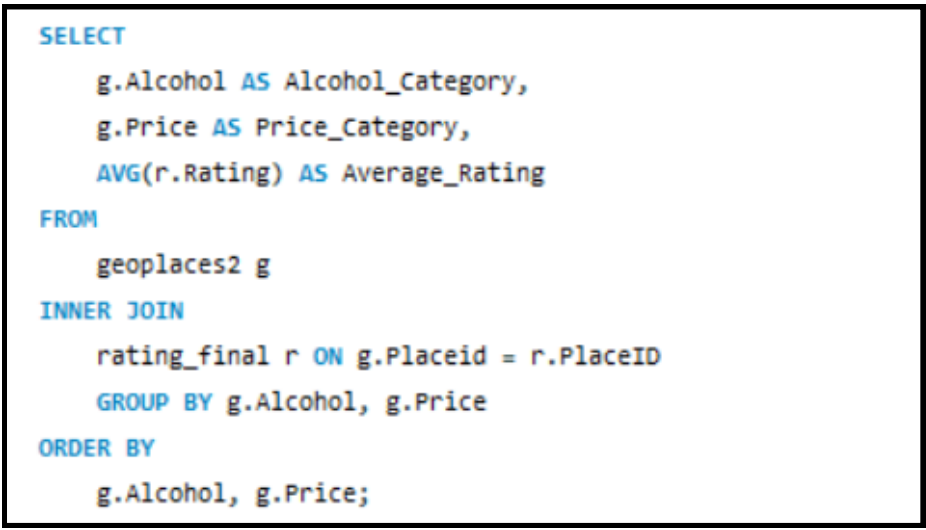 SELECT
g.Alcohol AS Alcohol_Category,
g.Price AS Price_Category,
AVG(r.Rating) AS Average_Rating
FROM
geoplaces2 g
INNER JOIN
rating_final r ON g.Placeid = r.PlaceID
GROUP BY g.Alcohol, g.Price
ORDER BY
g.Alcohol, g.Price;